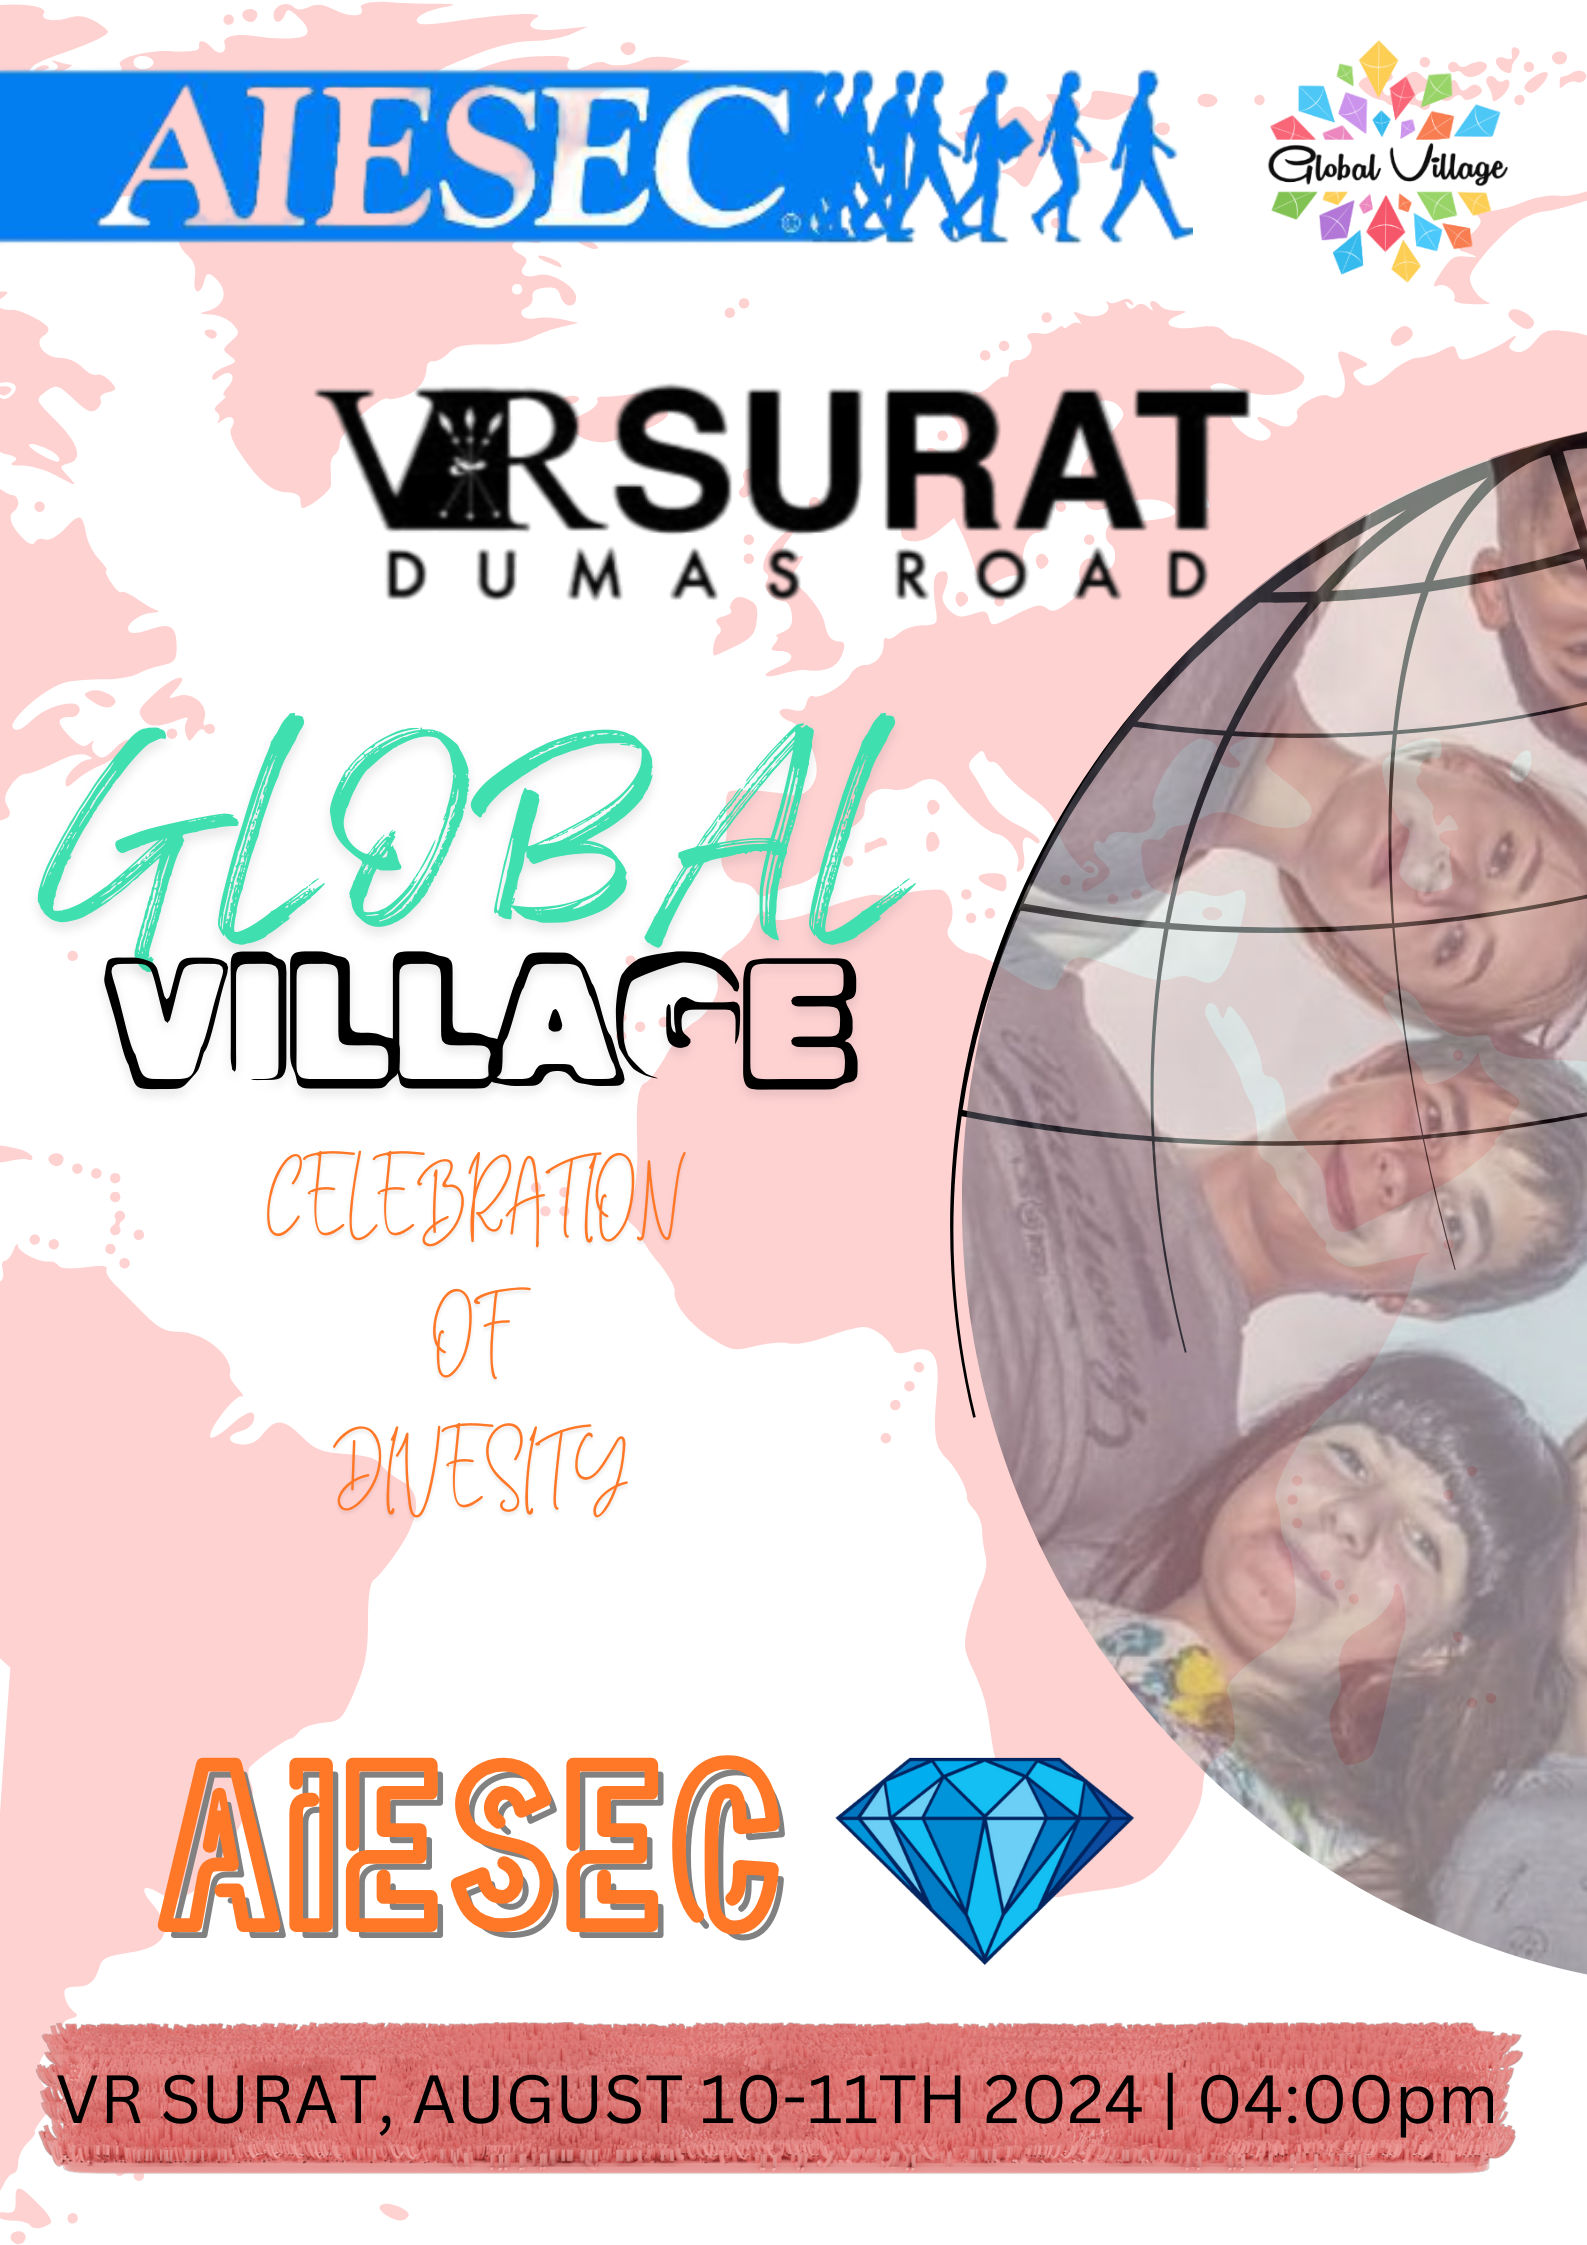 AIESEC
Global Village
VR SURAT
DUMAS ROAD
GLOBAL
VILLAGE
CELEBRATION
OF
DIVESITY
AIESEC
VR SURAT, AUGUST 10-11TH 2024 | 04:00pm